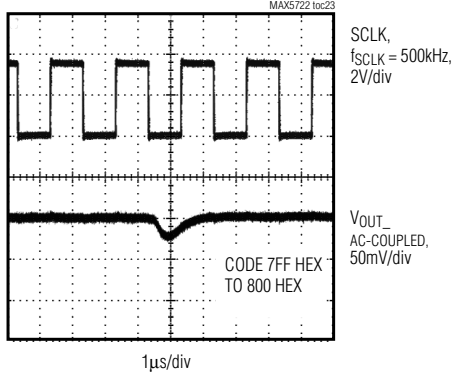 MAX5722 toc23
SCLK,
fSCLK = 500kHz,
2V/div
VOUT_
AC-COUPLED,
50mV/div
CODE 7FF HEX
TO 800 HEX
1μs/div